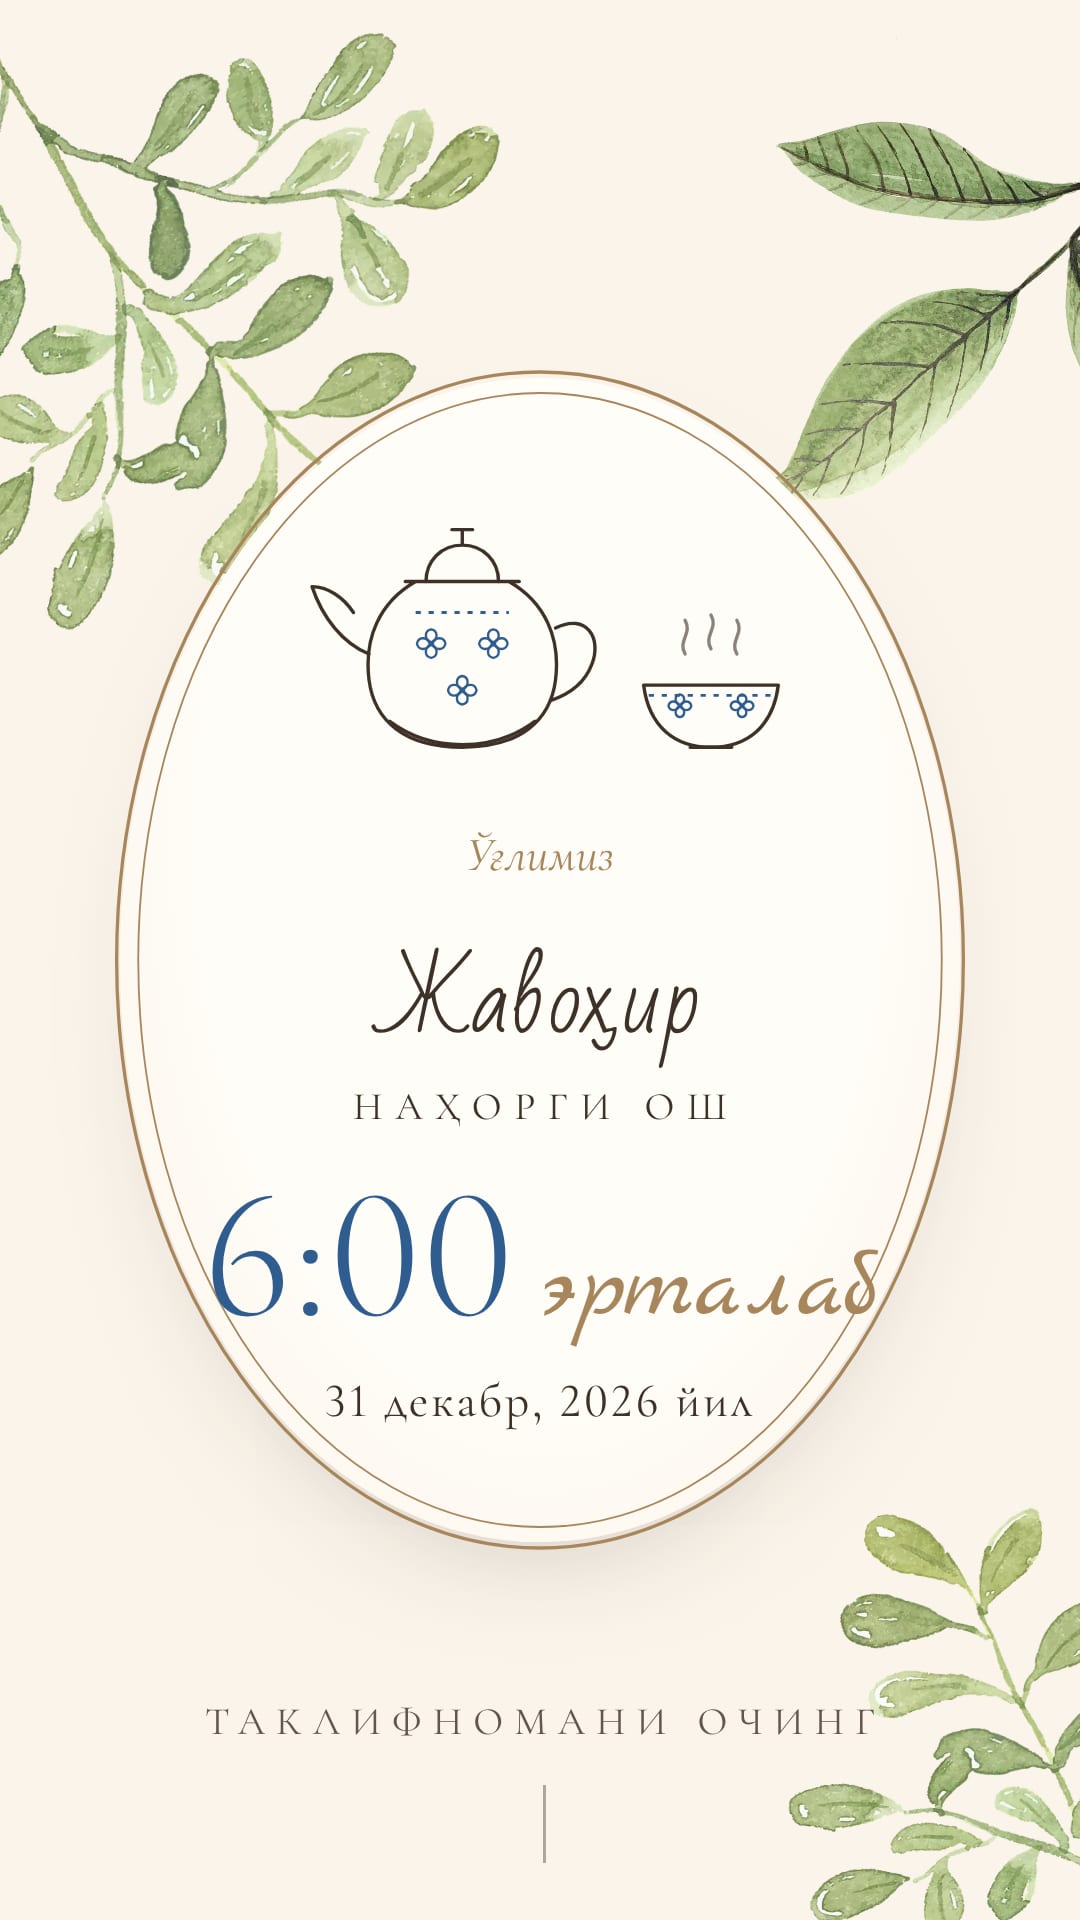 Ўғлимиз
Жавоҳир
НАҲОРГИ ОШ
6:00 эрталаб
31 декабр, 2026 йил
ТАКЛИФНОМАНИ ОЧИНГ